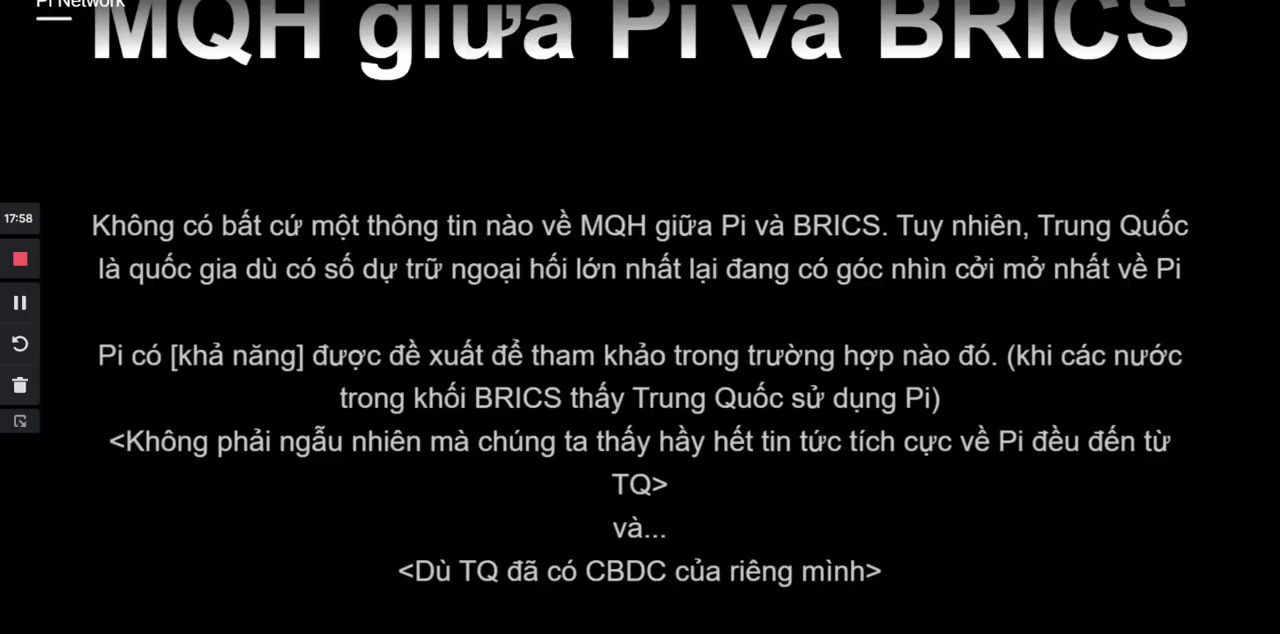 Pi Network
MQH giữa Pi và BRICS
17:58
Không có bất cứ một thông tin nào về MQH giữa Pi và BRICS. Tuy nhiên, Trung Quốc
là quốc gia dù có số dự trữ ngoại hối lớn nhất lại đang có góc nhìn cởi mở nhất về Pi
Pi có [khả năng] được đề xuất để tham khảo trong trường hợp nào đó. (khi các nước
trong khối BRICS thấy Trung Quốc sử dụng Pi)
<Không phải ngẫu nhiên mà chúng ta thấy hầy hết tin tức tích cực về Pi đều đến từ
TQ>
và...
<Dù TQ đã có CBDC của riêng mình>